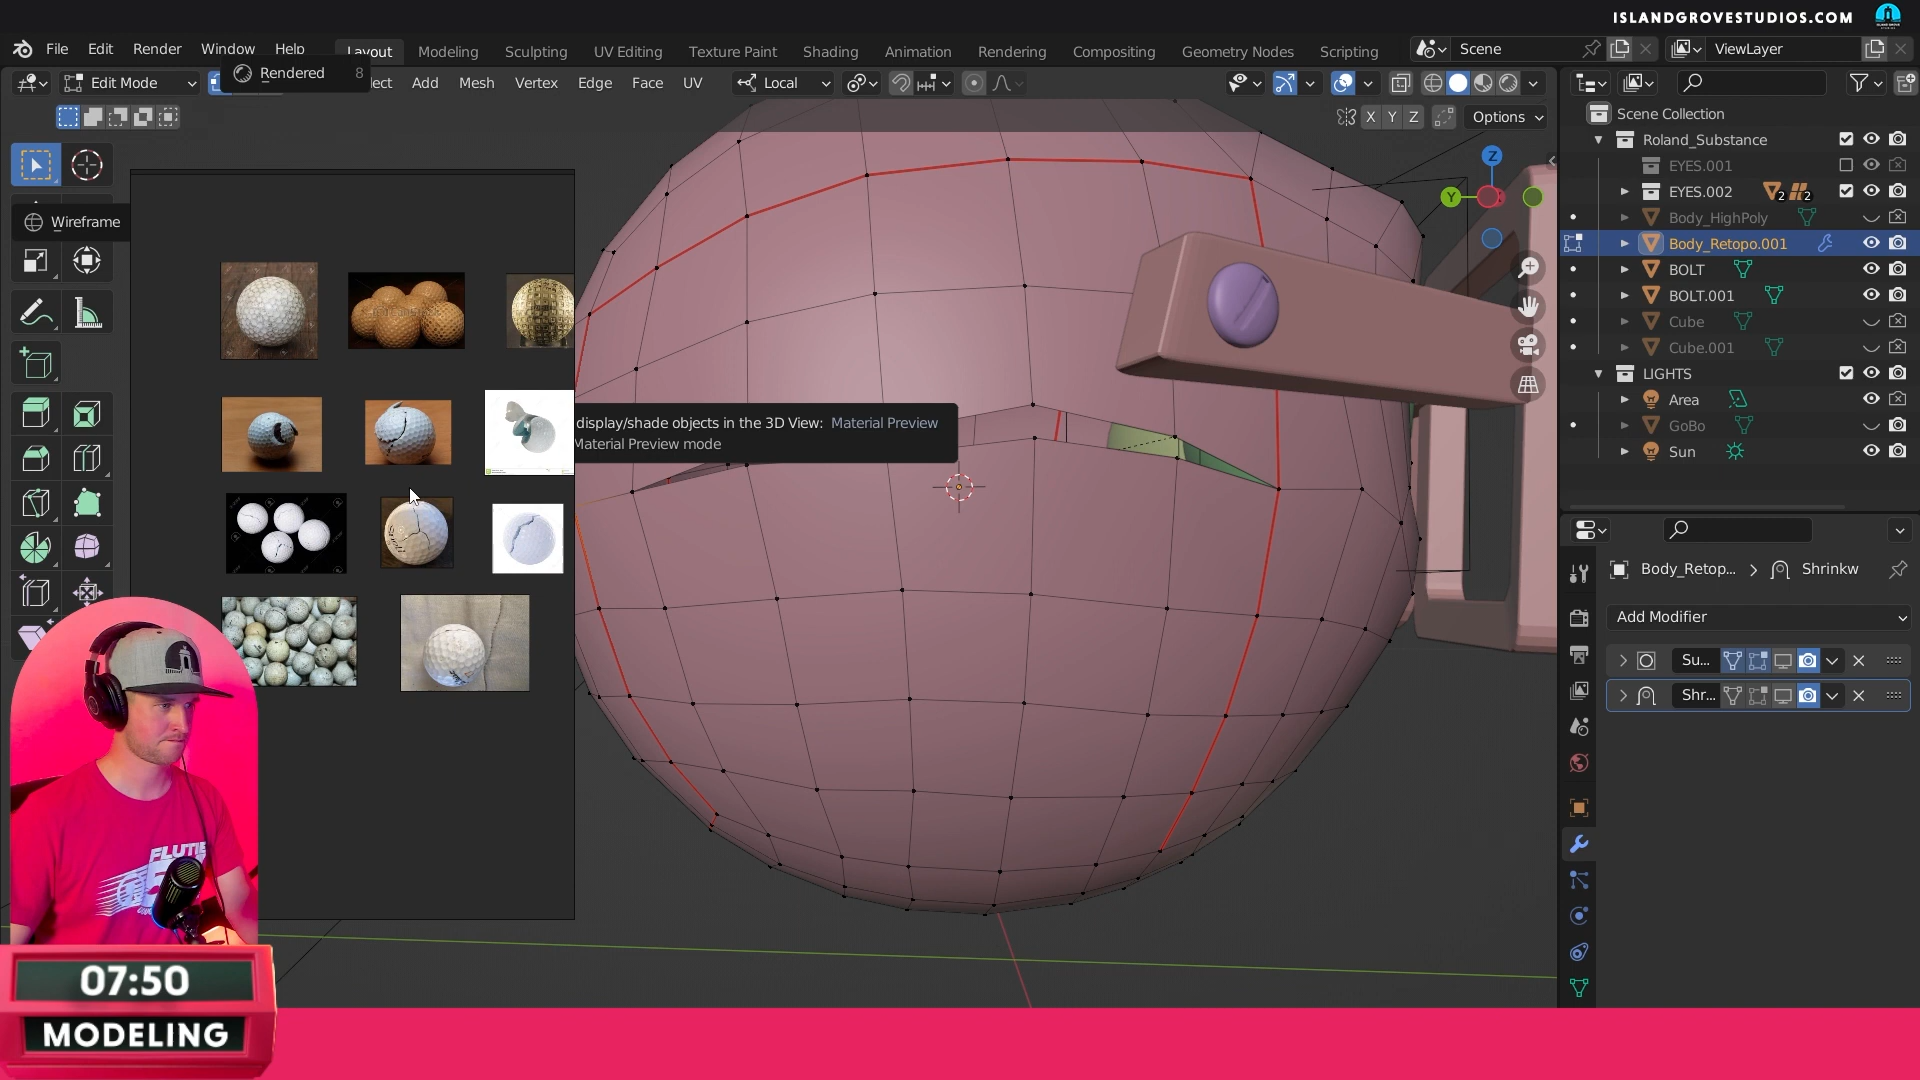 ISLANDGROVESTUDIOS.COM
File Edit Render Window Help Layout Modeling Sculpting UV Editing Texture Paint Shading Animation Rendering Compositing Geometry Nodes Scripting Scene ViewLayer
Rendered 8
Edit Mode ect Add Mesh Vertex Edge Face UV Local
X Y Z Options
Scene Collection
Roland_Substance
EYES.001
EYES.002 2 2
Body_HighPoly
Body_Retopo.001
BOLT
BOLT.001
Cube
Cube.001
LIGHTS
Area
GoBo
Sun
Z
Y
Wireframe
display/shade objects in the 3D View: Material Preview
Material Preview mode
Body_Retop... > Shrinkw
Add Modifier
Su...
Shr...
FLUTIE
07:50
MODELING